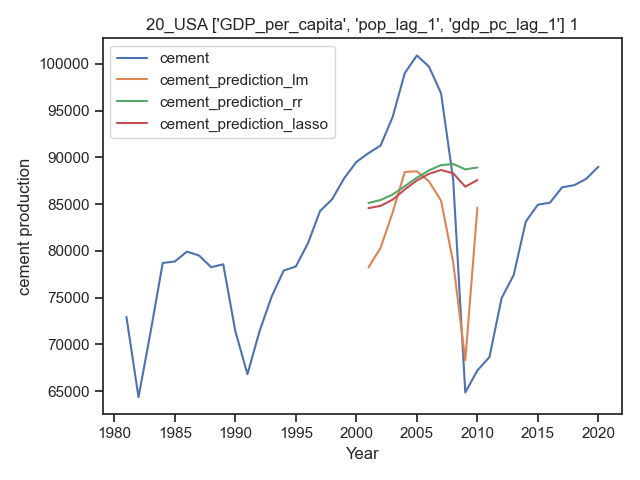 20_USA ['GDP_per_capita', 'pop_lag_1', 'gdp_pc_lag_1'] 1
cement
cement_prediction_lm
cement_prediction_rr
cement_prediction_lasso
cement production
100000
95000
90000
85000
80000
75000
70000
65000
1980 1985 1990 1995 2000 2005 2010 2015 2020
Year